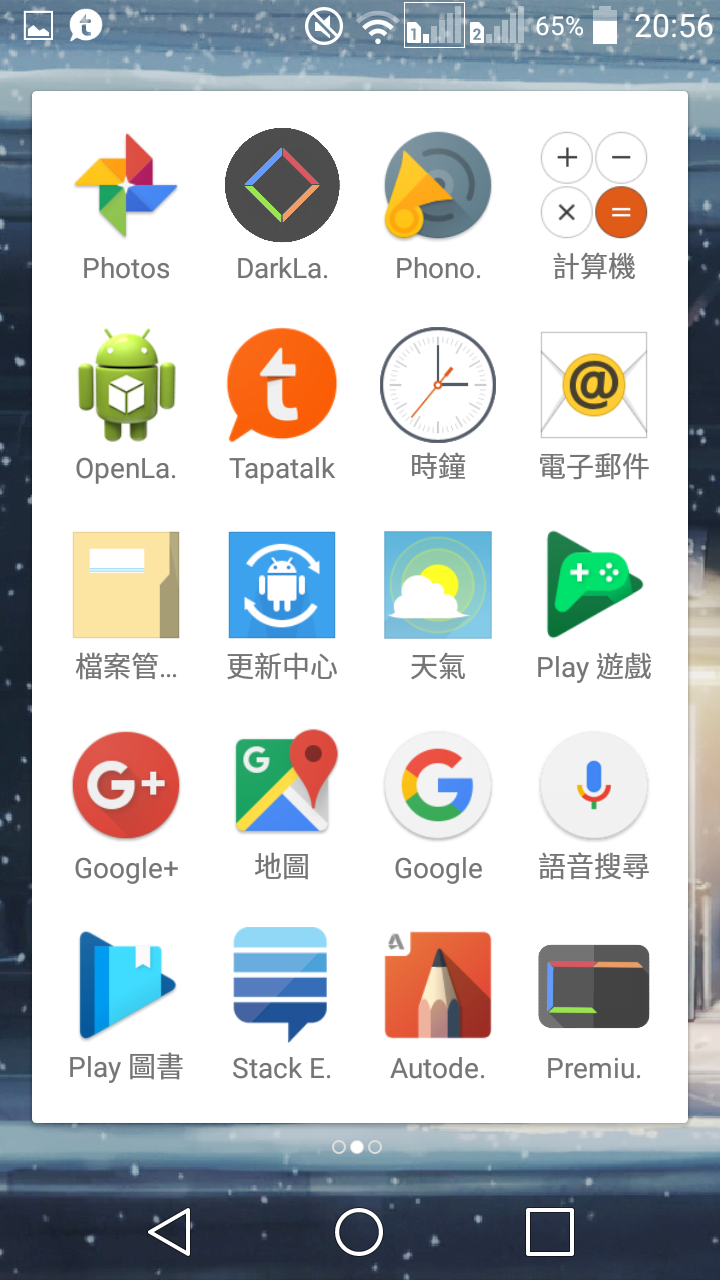 1 2 65% 20:56
Photos DarkLa. Phono. 計算機
OpenLa. Tapatalk 時鐘 電子郵件
檔案管... 更新中心 天氣 Play 遊戲
Google+ 地圖 Google 語音搜尋
Play 圖書 Stack E. Autode. Premiu.